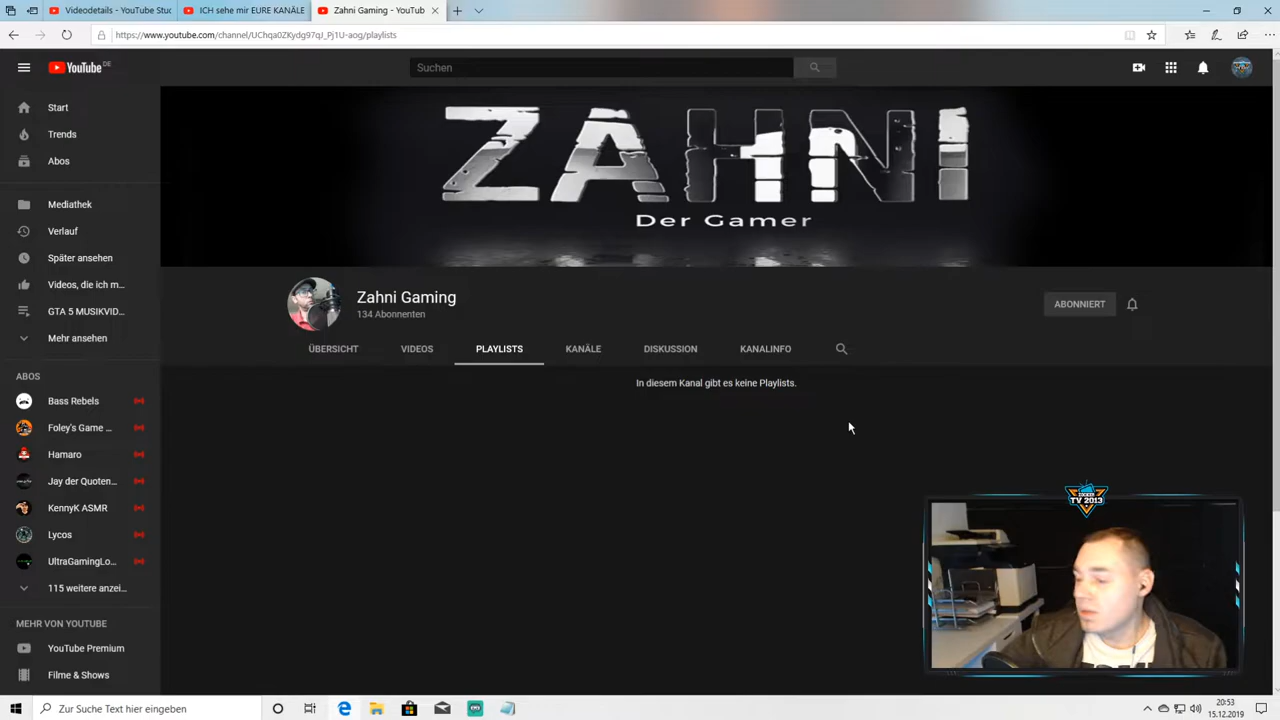 Videodetails - YouTube Stud
ICH sehe mir EURE KANÄLE
Zahni Gaming - YouTub
https://www.youtube.com/channel/UChqa0ZKydg97qJ_Pj1U-aog/playlists
YouTube DE
Suchen
Start
Trends
Abos
Mediathek
Verlauf
Später ansehen
Videos, die ich m...
GTA 5 MUSIKVID...
Mehr ansehen
ABOS
Bass Rebels
Foley's Game ...
Hamaro
Jay der Quoten...
KennyK ASMR
Lycos
UltraGamingLo...
115 weitere anzei...
MEHR VON YOUTUBE
YouTube Premium
Filme & Shows
ZAHNI
Der Gamer
Zahni Gaming
134 Abonnenten
ABONNIERT
ÜBERSICHT
VIDEOS
PLAYLISTS
KANÄLE
DISKUSSION
KANALINFO
In diesem Kanal gibt es keine Playlists.
ZOCKER
TV 2013
Zur Suche Text hier eingeben
20:53
15.12.2019